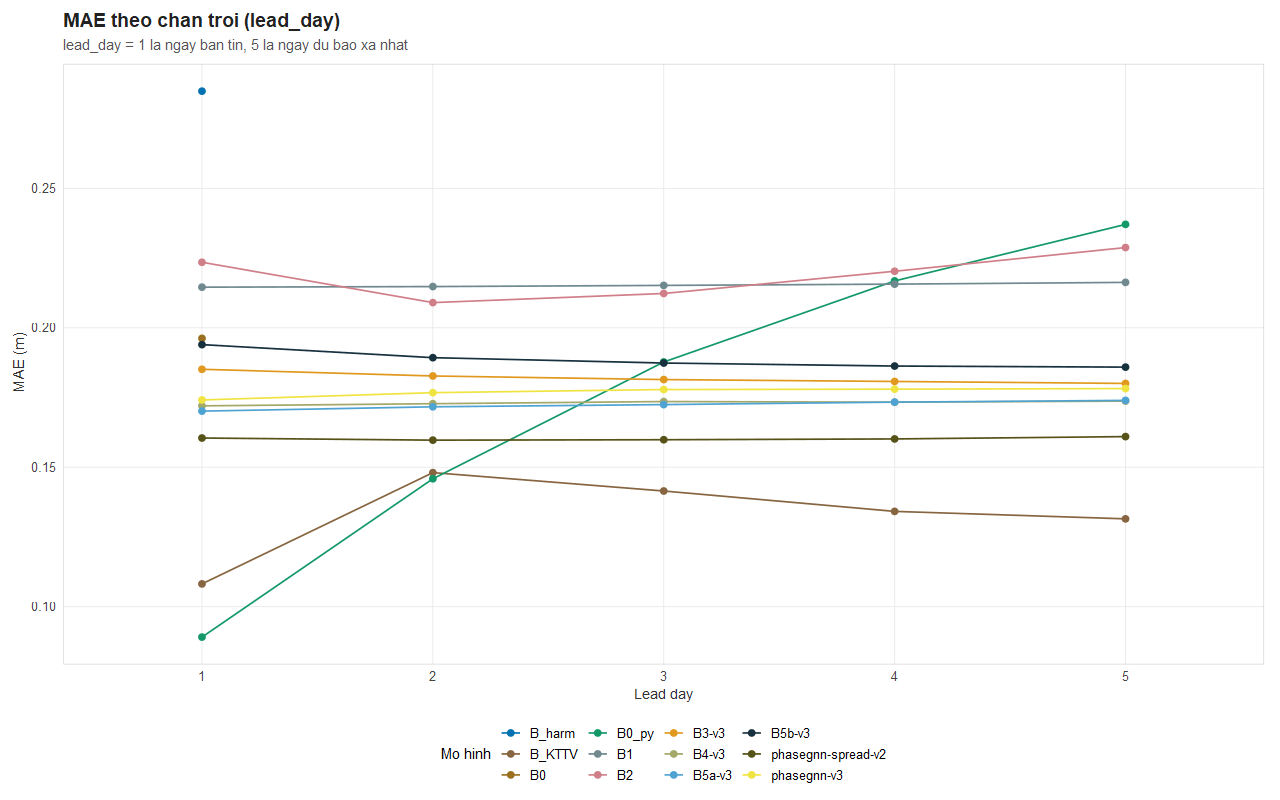 MAE theo chan troi (lead_day)
lead_day = 1 la ngay ban tin, 5 la ngay du bao xa nhat
MAE (m)
0.25
0.20
0.15
0.10
1 2 3 4 5
Lead day
Mo hinh
B_harm B0_py B3-v3 B5b-v3
B_KTTV B1 B4-v3 phasegnn-spread-v2
B0 B2 B5a-v3 phasegnn-v3